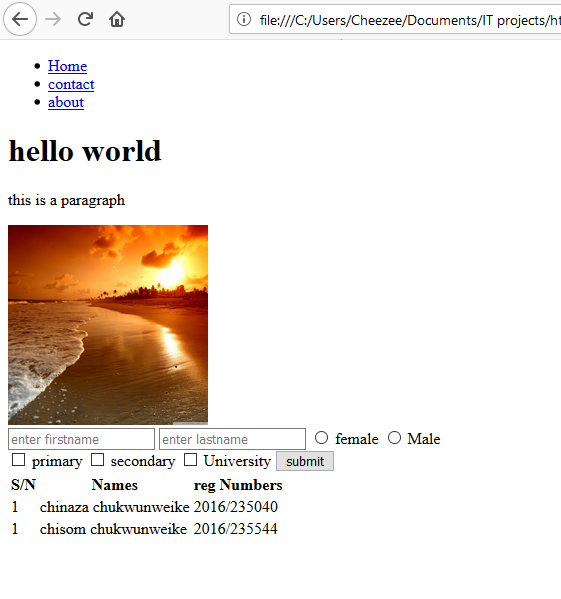 file:///C:/Users/Cheezee/Documents/IT projects/ht
Home
contact
about
hello world
this is a paragraph
enter firstname enter lastname female Male
primary secondary University submit
S/N Names reg Numbers
1 chinaza chukwunweike 2016/235040
1 chisom chukwunweike 2016/235544